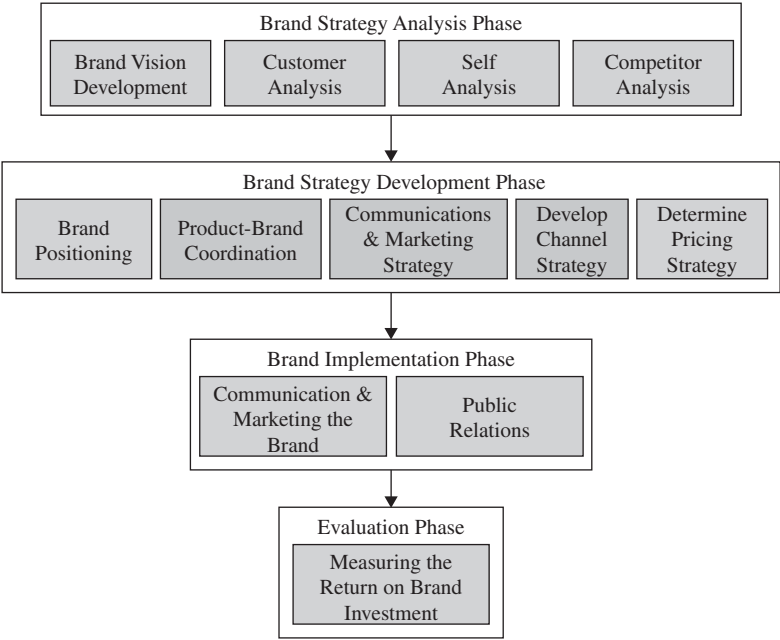 Brand Strategy Analysis Phase
Brand Vision
Development
Customer
Analysis
Self
Analysis
Competitor
Analysis
Brand Strategy Development Phase
Brand
Positioning
Product-Brand
Coordination
Communications
& Marketing
Strategy
Develop
Channel
Strategy
Determine
Pricing
Strategy
Brand Implementation Phase
Communication &
Marketing the
Brand
Public
Relations
Evaluation Phase
Measuring the
Return on Brand
Investment